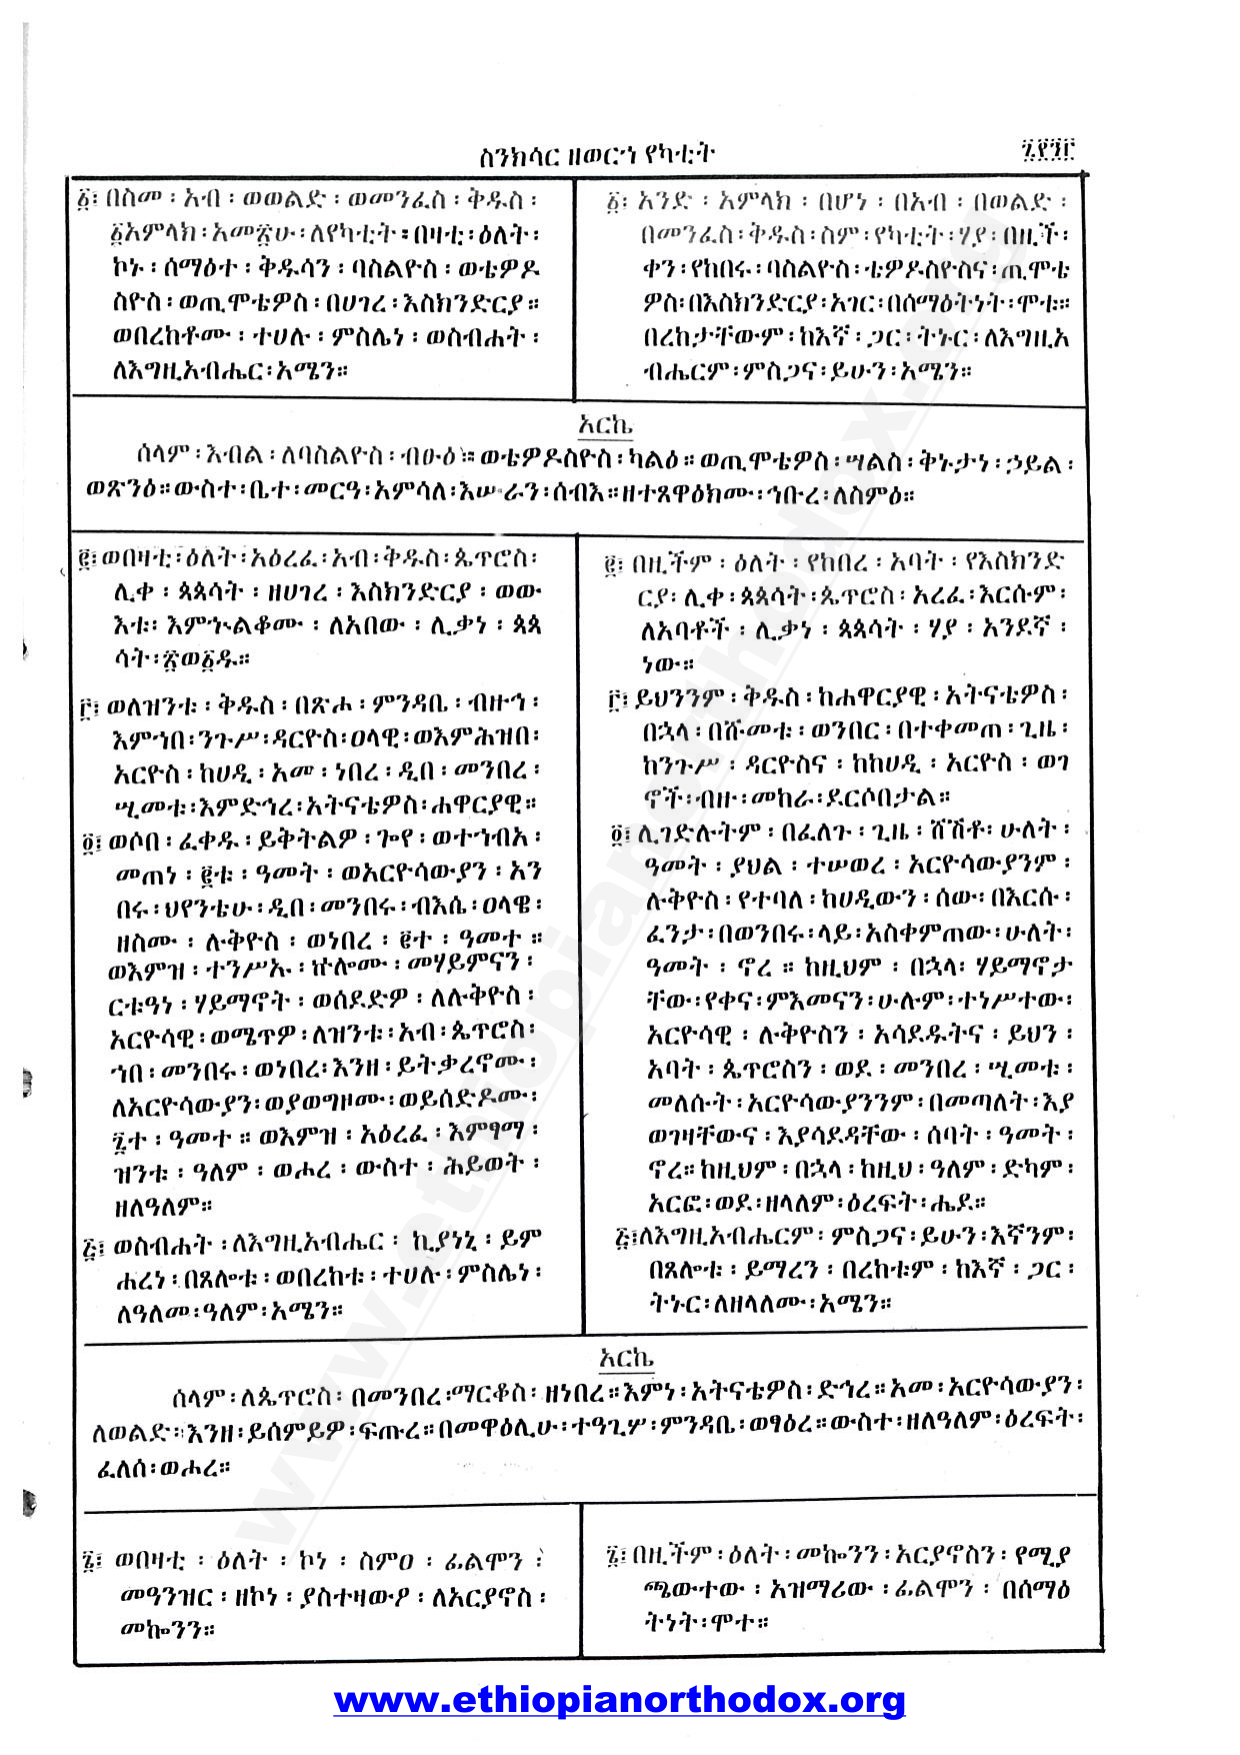 ስንክሳር ዘወርኀ የካቲት
፮፻፺፫
፩፤ በስመ ፡ አብ ፡ ወወልድ ፡ ወመንፈስ ፡ ቅዱስ ፡
፩አምላክ ፡ አመ፳ሁ ፡ ለየካቲት ፡ በዛቲ ፡ ዕለት ፡
ኮኑ ፡ ሰማዕተ ፡ ቅዱሳን ፡ ባስልዮስ ፡ ወቴዎዶ
ስዮስ ፡ ወጢሞቴዎስ ፡ በሀገረ ፡ እስክንድርያ ።
ወበረከቶሙ ፡ ተሀሉ ፡ ምስሌነ ፡ ወስብሐት ፡
ለእግዚአብሔር ፡ አሜን ።
፩፤ አንድ ፡ አምላክ ፡ በሆነ ፡ በአብ ፡ በወልድ ፡
በመንፈስ ፡ ቅዱስ ፡ ስም ፡ የካቲት ፡ ሃያ ፡ በዚች ፡
ቀን ፡ የከበሩ ፡ ባስልዮስ ፡ ቴዎዶስዮስና ፡ ጢሞቴ
ዎስ ፡ በእስክንድርያ ፡ አገር ፡ በሰማዕትነት ፡ ሞቱ ።
በረከታቸውም ፡ ከእኛ ፡ ጋር ፡ ትኑር ፡ ለእግዚአ
ብሔርም ፡ ምስጋና ፡ ይሁን ፡ አሜን ።
አርኬ
ሰላም ፡ እብል ፡ ለባስልዮስ ፡ ብፁዕ ። ወቴዎዶስዮስ ፡ ካልዕ ። ወጢሞቴዎስ ፡ ሣልስ ፡ ቅኑታነ ፡ ኃይል ፡
ወጽንዕ ። ውስተ ፡ ቤተ ፡ መርዓ ፡ አምሳለ ፡ እሡራን ፡ ሰብእ ። ዘተጸዋዕክሙ ፡ ኅቡረ ፡ ለስምዕ ።
፪፤ ወበዛቲ ፡ ዕለት ፡ አዕረፈ ፡ አብ ፡ ቅዱስ ፡ ጴጥሮስ ፡
ሊቀ ፡ ጳጳሳት ፡ ዘሀገረ ፡ እስክንድርያ ፡ ወው
እቱ ፡ እምኍልቆሙ ፡ ለአበው ፡ ሊቃነ ፡ ጳጳ
ሳት ፡ ፳ወ፩ዱ ።
፫፤ ወለዝንቱ ፡ ቅዱስ ፡ በጽሖ ፡ ምንዳቤ ፡ ብዙኅ ፡
እምኀበ ፡ ንጉሥ ፡ ዳርዮስ ፡ ዐላዊ ፡ ወእምሕዝበ ፡
አርዮስ ፡ ከሀዲ ፡ አመ ፡ ነበረ ፡ ዲበ ፡ መንበረ ፡
ሢመቱ ፡ እምድኅረ ፡ አትናቴዎስ ፡ ሐዋርያዊ ።
፬፤ ወሶበ ፡ ፈቀዱ ፡ ይቅትልዎ ፡ ጐየ ፡ ወተኀብአ ፡
መጠነ ፡ ፪ቱ ፡ ዓመት ፡ ወአርዮሳውያን ፡ አን
በሩ ፡ ህየንቴሁ ፡ ዲበ ፡ መንበሩ ፡ ብእሴ ፡ ዐላዌ ፡
ዘስሙ ፡ ሉቅዮስ ፡ ወነበረ ፡ ፪ተ ፡ ዓመተ ።
ወእምዝ ፡ ተንሥኡ ፡ ኵሎሙ ፡ መሃይምናን ፡
ርቱዓነ ፡ ሃይማኖት ፡ ወሰደድዎ ፡ ለሉቅዮስ ፡
አርዮሳዊ ፡ ወሜጥዎ ፡ ለዝንቱ ፡ አብ ፡ ጴጥሮስ ፡
ኀበ ፡ መንበሩ ፡ ወነበረ ፡ እንዘ ፡ ይትቃረኖሙ ፡
ለአርዮሳውያን ፡ ወያወግዞሙ ፡ ወይሰድዶሙ ፡
፯ተ ፡ ዓመተ ። ወእምዝ ፡ አዕረፈ ፡ እምፃማ ፡
ዝንቱ ፡ ዓለም ፡ ወሖረ ፡ ውስተ ፡ ሕይወት ፡
ዘለዓለም ።
፭፤ ወስብሐት ፡ ለእግዚአብሔር ፡ ኪያነኒ ፡ ይም
ሐረነ ፡ በጸሎቱ ፡ ወበረከቱ ፡ ተሀሉ ፡ ምስሌነ ፡
ለዓለመ ፡ ዓለም ፡ አሜን ።
፪፤ በዚችም ፡ ዕለት ፡ የከበረ ፡ አባት ፡ የእስክንድ
ርያ ፡ ሊቀ ፡ ጳጳሳት ፡ ጴጥሮስ ፡ አረፈ ፡ እርሱም ፡
ለአባቶች ፡ ሊቃነ ፡ ጳጳሳት ፡ ሃያ ፡ አንደኛ ፡
ነው ።
፫፤ ይህንንም ፡ ቅዱስ ፡ ከሐዋርያዊ ፡ አትናቴዎስ ፡
በኋላ ፡ በሹመቱ ፡ ወንበር ፡ በተቀመጠ ፡ ጊዜ ፡
ከንጉሥ ፡ ዳርዮስና ፡ ከከሀዲ ፡ አርዮስ ፡ ወገ
ኖች ፡ ብዙ ፡ መከራ ፡ ደርሶበታል ።
፬፤ ሊገድሉትም ፡ በፈለጉ ፡ ጊዜ ፡ ሸሽቶ ፡ ሁለት ፡
ዓመት ፡ ያህል ፡ ተሠወረ ፡ አርዮሳውያንም ፡
ሉቅዮስ ፡ የተባለ ፡ ከሀዲውን ፡ ሰው ፡ በእርሱ ፡
ፈንታ ፡ በወንበሩ ፡ ላይ ፡ አስቀምጠው ፡ ሁለት ፡
ዓመት ፡ ኖረ ። ከዚህም ፡ በኋላ ፡ ሃይማኖታ
ቸው ፡ የቀና ፡ ምእመናን ፡ ሁሉም ፡ ተነሥተው ፡
አርዮሳዊ ፡ ሉቅዮስን ፡ አሳደዱትና ፡ ይህን ፡
አባት ፡ ጴጥሮስን ፡ ወደ ፡ መንበረ ፡ ሢመቱ ፡
መለሱት ፡ አርዮሳውያንንም ፡ በመጣለት ፡ እያ
ወገዛቸውና ፡ እያሳደዳቸው ፡ ሰባት ፡ ዓመት ፡
ኖረ ። ከዚህም ፡ በኋላ ፡ ከዚህ ፡ ዓለም ፡ ድካም ፡
አርፎ ፡ ወደ ፡ ዘላለም ፡ ዕረፍት ፡ ሔደ ።
፭፤ ለእግዚአብሔርም ፡ ምስጋና ፡ ይሁን ፡ እኛንም ፡
በጸሎቱ ፡ ይማረን ፡ በረከቱም ፡ ከእኛ ፡ ጋር ፡
ትኑር ፡ ለዘላለሙ ፡ አሜን ።
አርኬ
ሰላም ፡ ለጴጥሮስ ፡ በመንበረ ፡ ማርቆስ ፡ ዘነበረ ። እምነ ፡ አትናቴዎስ ፡ ድኅረ ። አመ ፡ አርዮሳውያን ፡
ለወልድ ። እንዘ ፡ ይሰምይዎ ፡ ፍጡረ ። በመዋዕሊሁ ፡ ተዓጊሦ ፡ ምንዳቤ ፡ ወፃዕረ ። ውስተ ፡ ዘለዓለም ፡ ዕረፍት ፡
ፈለሰ ፡ ወሖረ ።
፮፤ ወበዛቲ ፡ ዕለት ፡ ኮነ ፡ ስምዐ ፡ ፊልሞን ፡
መዓንዝር ፡ ዘኮነ ፡ ያስተዛውዖ ፡ ለአርያኖስ ፡
መኰንን ።
፮፤ በዚችም ፡ ዕለት ፡ መኰንን ፡ አርያኖስን ፡ የሚያ
ጫውተው ፡ አዝማሪው ፡ ፊልሞን ፡ በሰማዕ
ትነት ፡ ሞተ ።
www.ethiopianorthodox.org
www.ethiopianorthodox.org